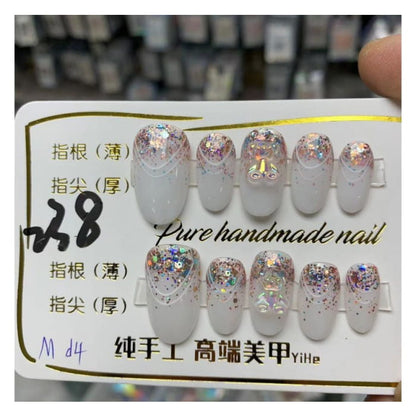 指根（薄）
指尖（厚）
238
Pure handmade nail
指根（薄）
指尖（厚）
M d4
纯手工 高端美甲 YiHe